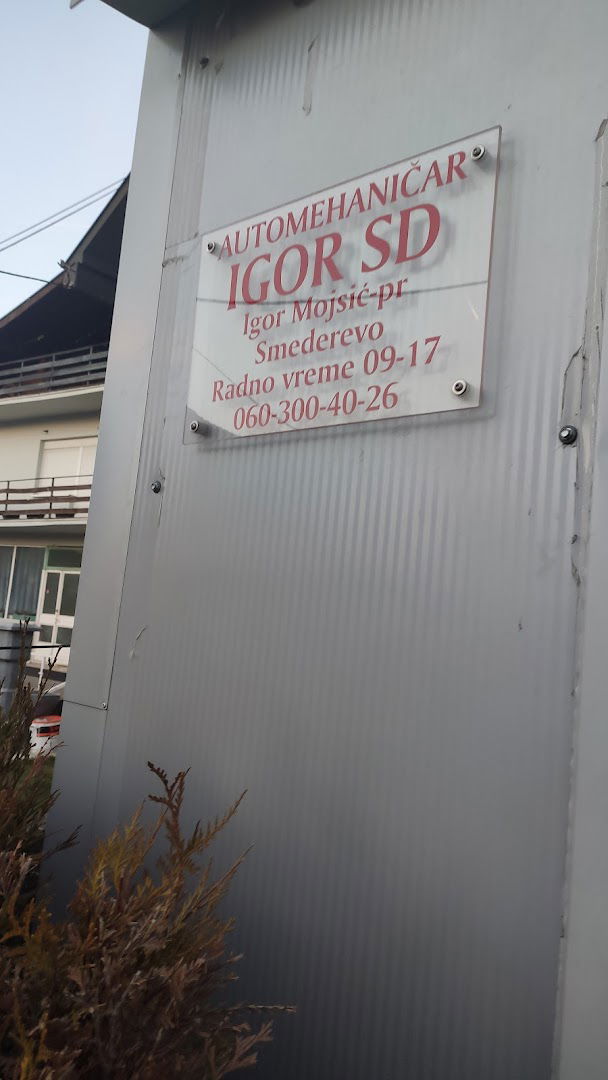 AUTOMEHANIČAR
IGOR SD
Igor Mojsić-pr
Smederevo
Radno vreme 09-17
060-300-40-26